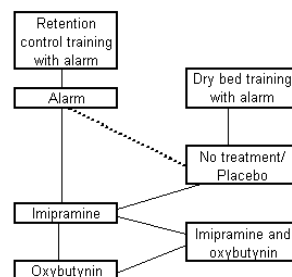 Retention
control training
with alarm
Dry bed training
with alarm
Alarm
No treatment/
Placebo
Imipramine
Imipramine and
oxybutynin
Oxybutynin